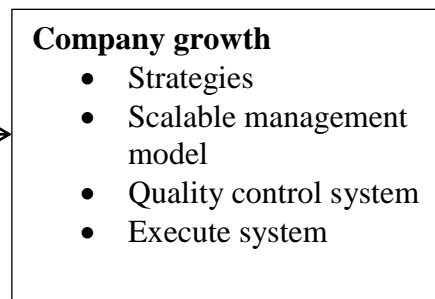 Company growth
• Strategies
• Scalable management
model
• Quality control system
• Execute system